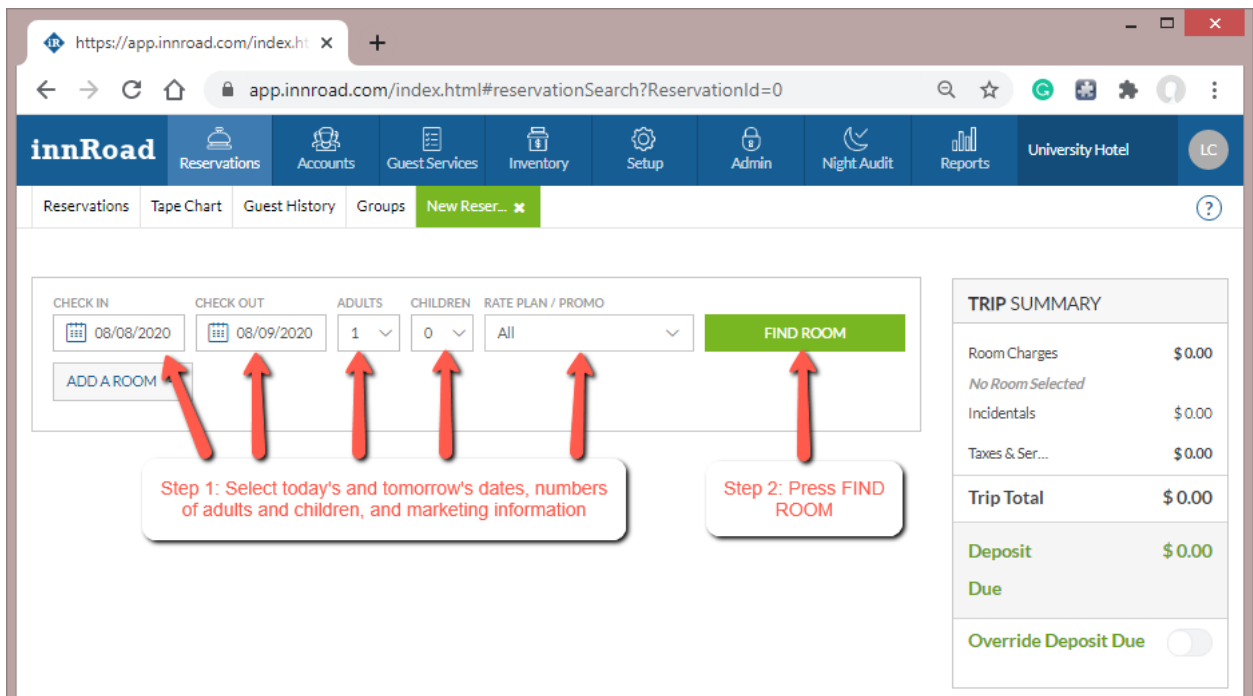 https://app.innroad.com/index.ht
app.innroad.com/index.html#reservationSearch?ReservationId=0
innRoad
Reservations
Accounts
Guest Services
Inventory
Setup
Admin
Night Audit
Reports
University Hotel
LC
Reservations
Tape Chart
Guest History
Groups
New Reser...
?
CHECK IN
CHECK OUT
ADULTS
CHILDREN
RATE PLAN / PROMO
08/08/2020
08/09/2020
1
0
All
FIND ROOM
ADD A ROOM
Step 1: Select today's and tomorrow's dates, numbers
of adults and children, and marketing information
Step 2: Press FIND
ROOM
TRIP SUMMARY
Room Charges $ 0.00
No Room Selected
Incidentals $ 0.00
Taxes & Ser... $ 0.00
Trip Total $ 0.00
Deposit $ 0.00
Due
Override Deposit Due